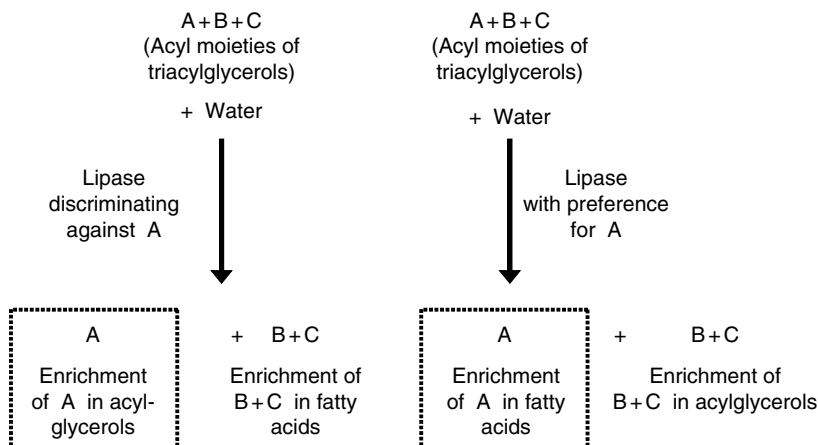 A+B+C
(Acyl moieties of
triacylglycerols)
+ Water
Lipase
discriminating
against A
A
Enrichment
of A in acyl-
glycerols
+ B+C
Enrichment of
B+C in fatty
acids
A+B+C
(Acyl moieties of
triacylglycerols)
+ Water
Lipase
with preference
for A
A
Enrichment
of A in fatty
acids
+ B+C
Enrichment of
B+C in acylglycerols